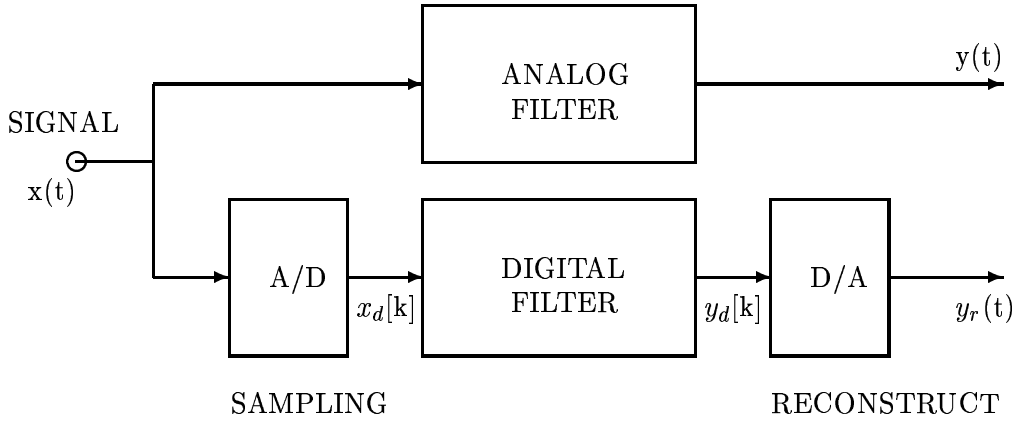 ANALOG
FILTER
y(t)
SIGNAL
x(t)
A/D
x_d[k]
DIGITAL
FILTER
y_d[k]
D/A
y_r(t)
SAMPLING
RECONSTRUCT